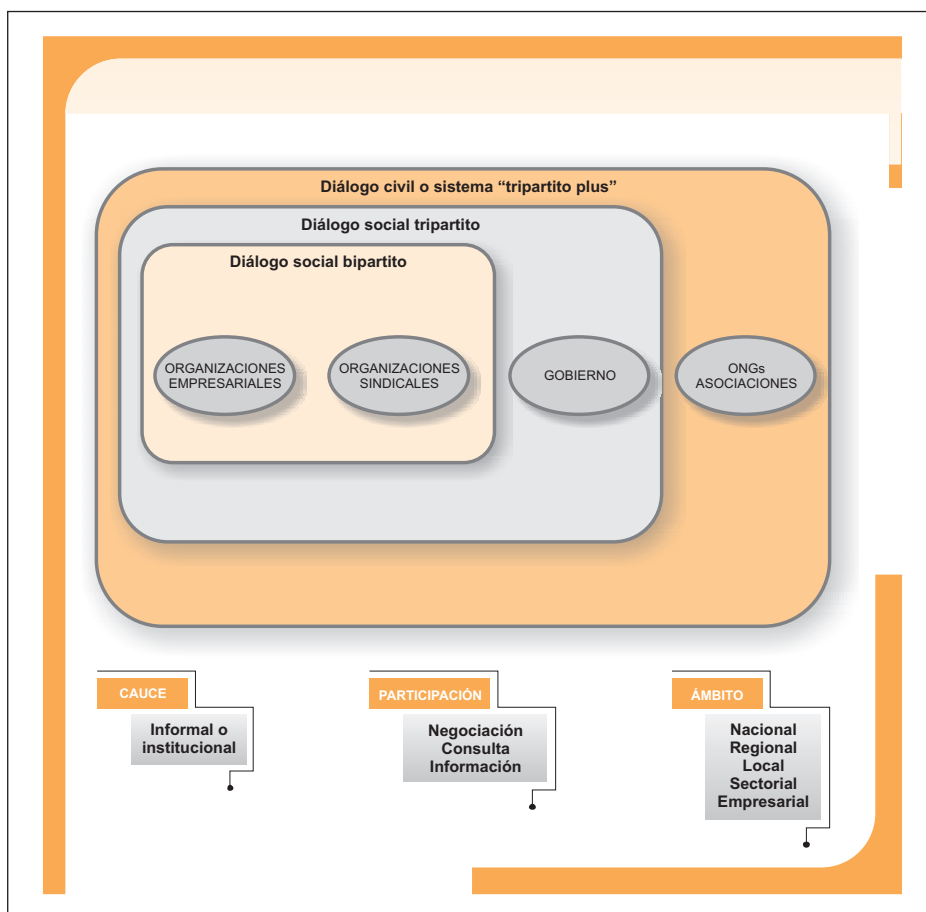 Diálogo civil o sistema “tripartito plus”
Diálogo social tripartito
Diálogo social bipartito
ORGANIZACIONES
EMPRESARIALES
ORGANIZACIONES
SINDICALES
GOBIERNO
ONGs
ASOCIACIONES
CAUCE
Informal o
institucional
PARTICIPACIÓN
Negociación
Consulta
Información
ÁMBITO
Nacional
Regional
Local
Sectorial
Empresarial